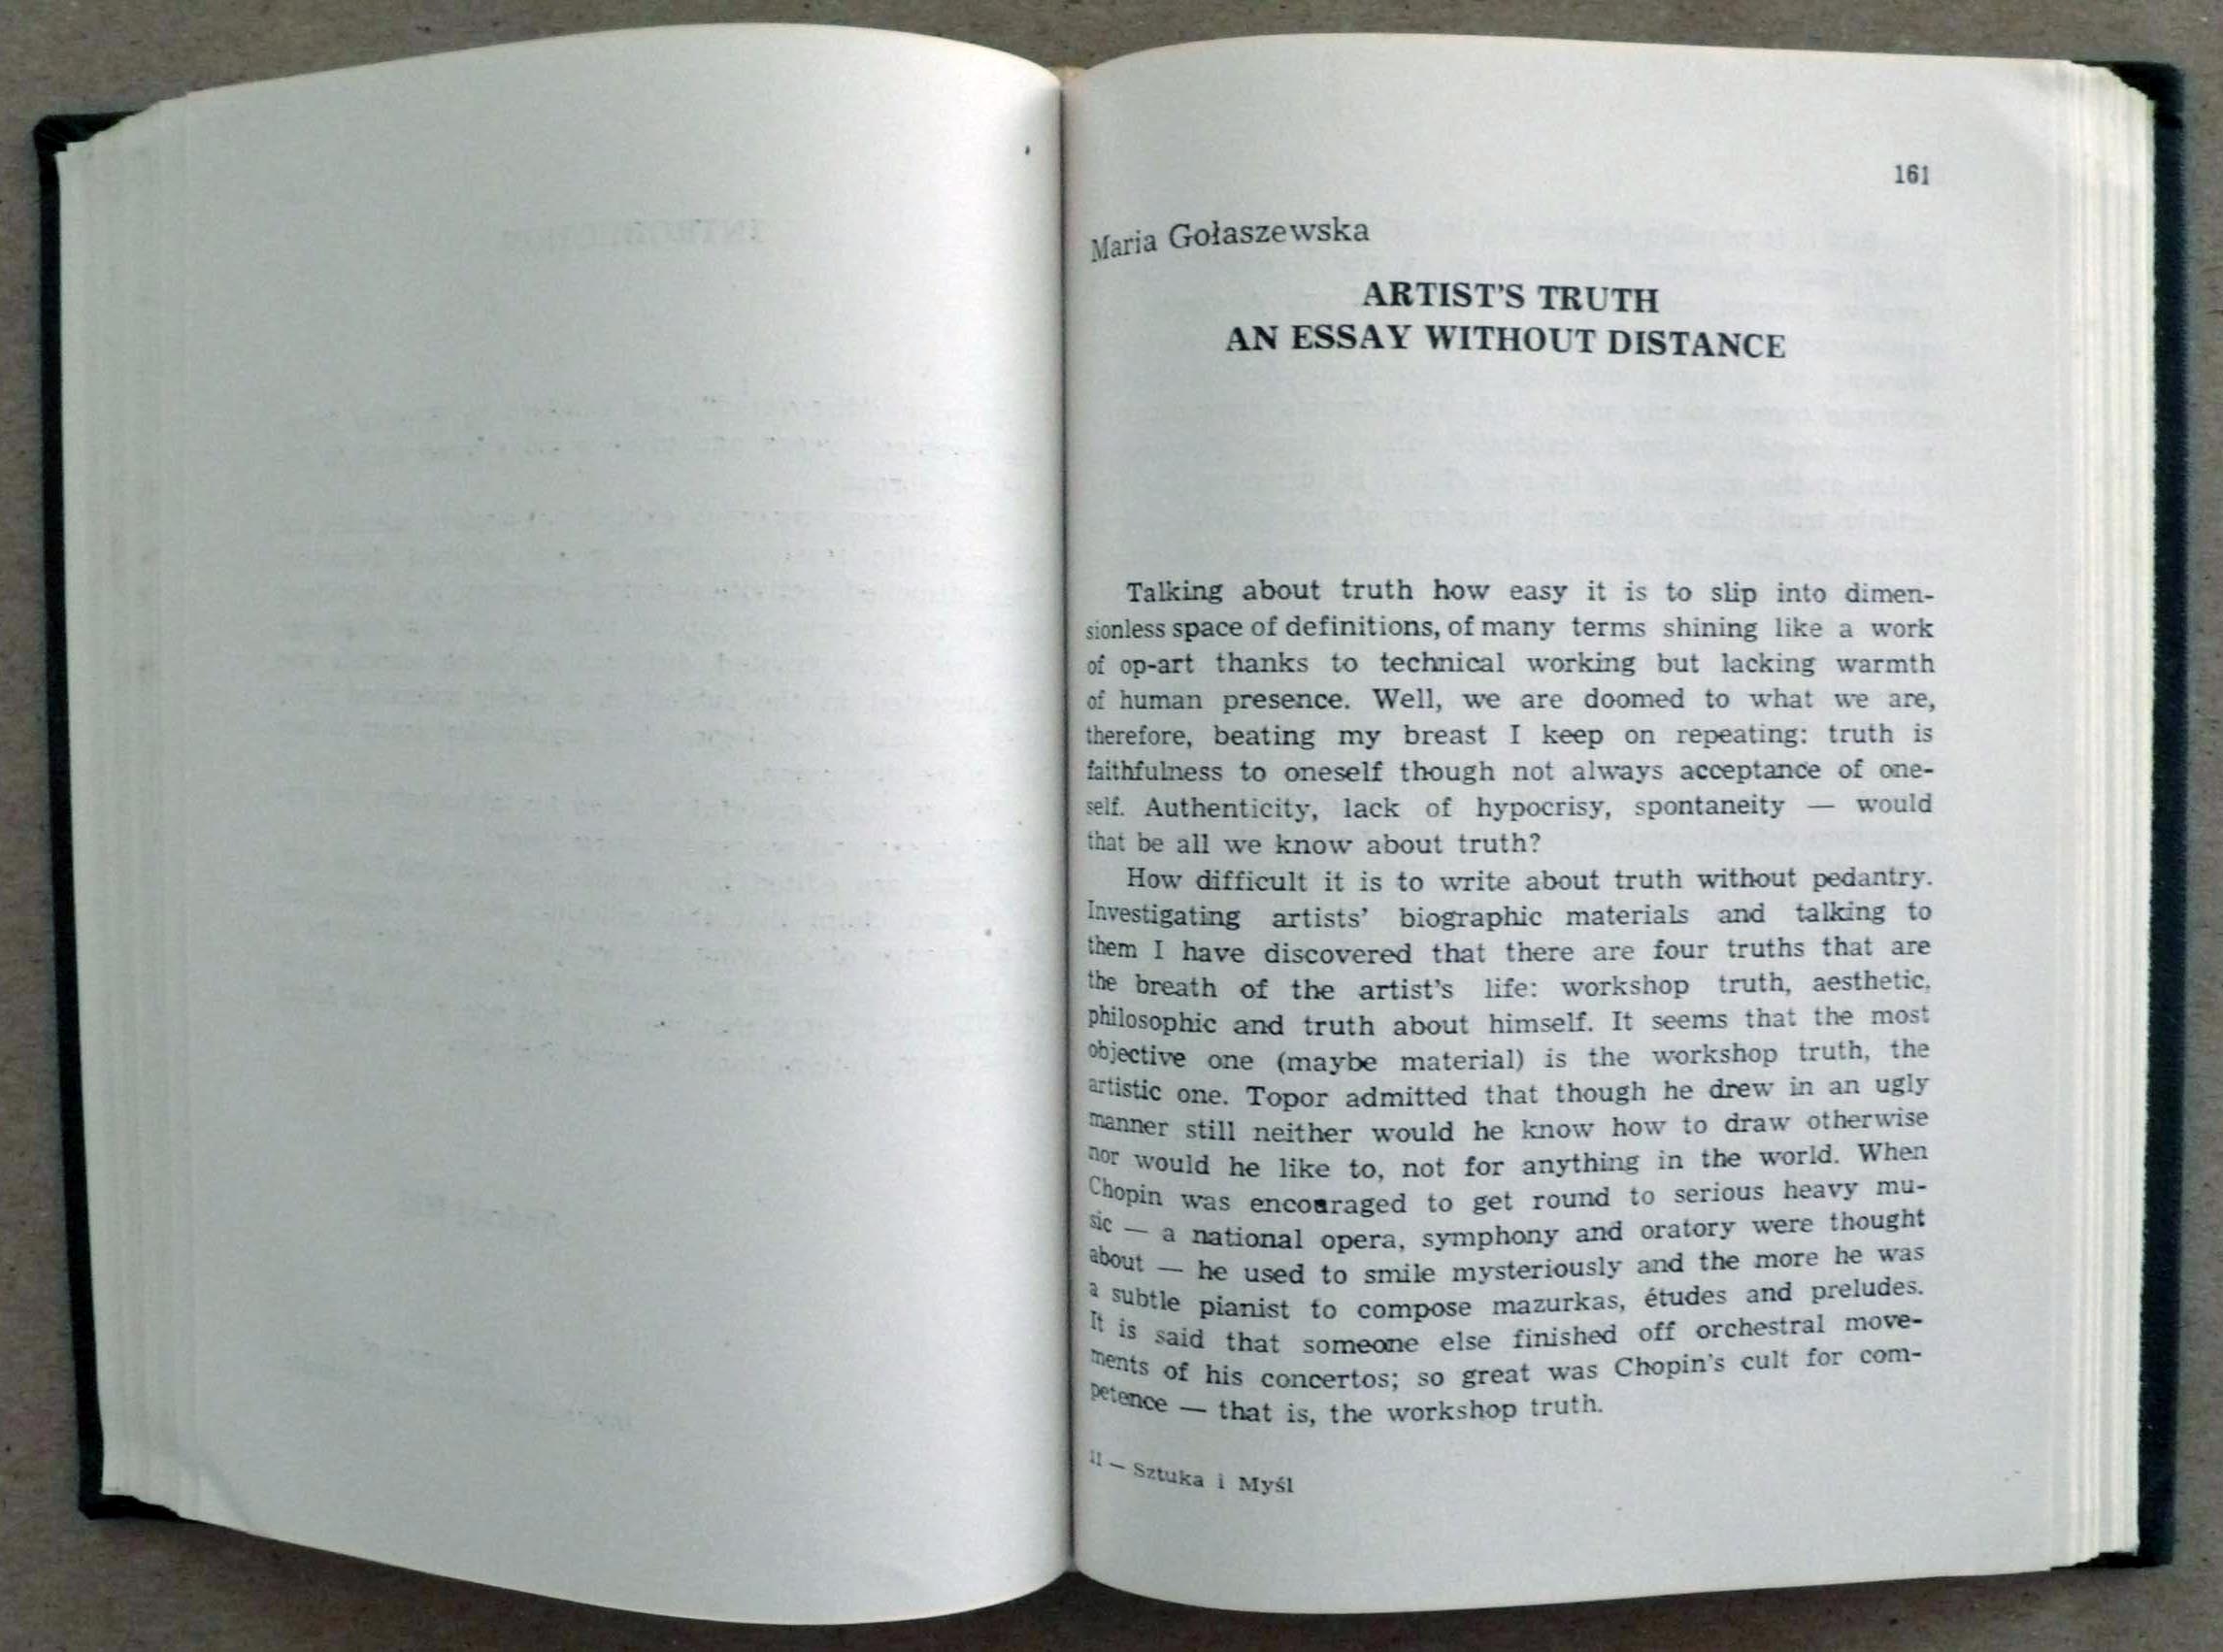 161
Maria Gołaszewska
ARTIST'S TRUTH
AN ESSAY WITHOUT DISTANCE
Talking about truth how easy it is to slip into dimen-
sionless space of definitions, of many terms shining like a work
of op-art thanks to technical working but lacking warmth
of human presence. Well, we are doomed to what we are,
therefore, beating my breast I keep on repeating: truth is
faithfulness to oneself though not always acceptance of one-
self. Authenticity, lack of hypocrisy, spontaneity — would
that be all we know about truth?
How difficult it is to write about truth without pedantry.
Investigating artists' biographic materials and talking to
them I have discovered that there are four truths that are
the breath of the artist's life: workshop truth, aesthetic,
philosophic and truth about himself. It seems that the most
objective one (maybe material) is the workshop truth, the
artistic one. Topor admitted that though he drew in an ugly
manner still neither would he know how to draw otherwise
nor would he like to, not for anything in the world. When
Chopin was encouraged to get round to serious heavy mu-
sic — a national opera, symphony and oratory were thought
about — he used to smile mysteriously and the more he was
a subtle pianist to compose mazurkas, études and preludes.
It is said that someone else finished off orchestral move-
ments of his concertos; so great was Chopin's cult for com-
petence — that is, the workshop truth.
11 — Sztuka i Myśl